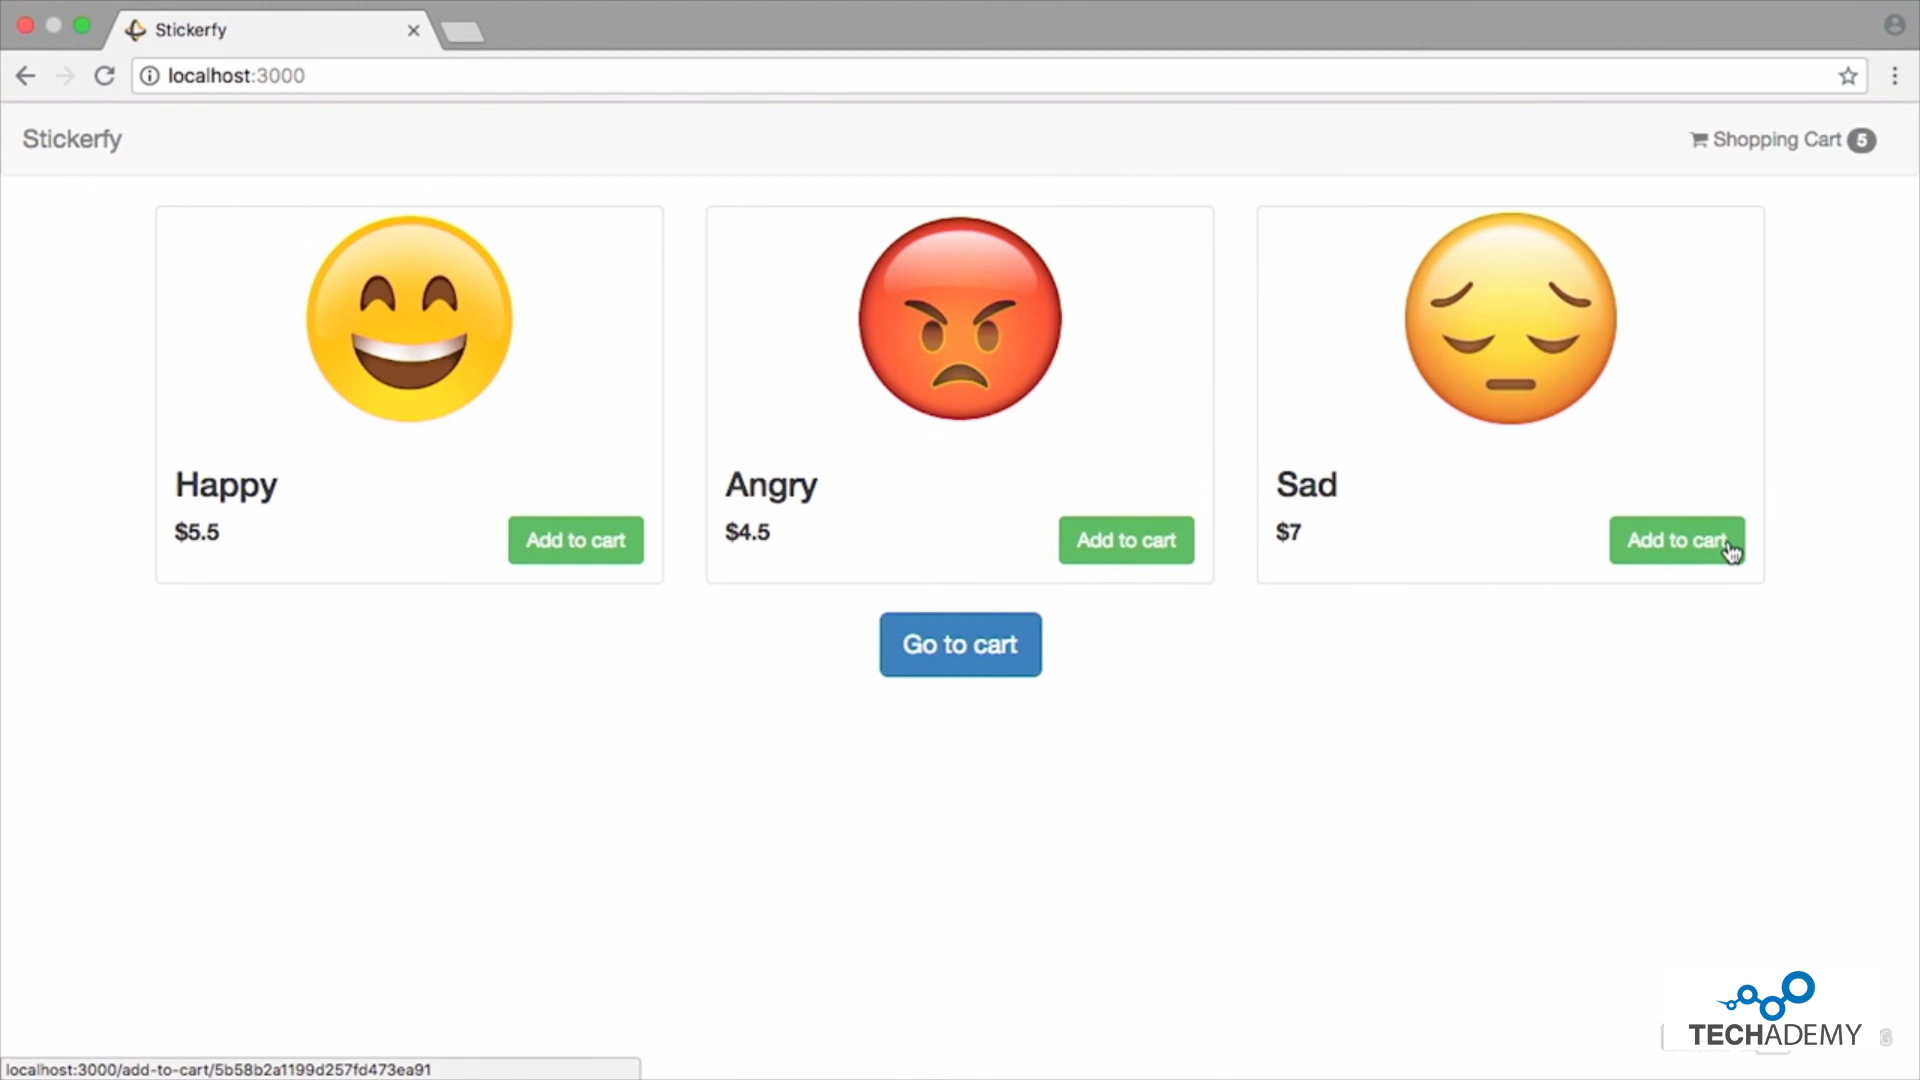 Stickerfy
localhost:3000
Stickerfy
Shopping Cart 5
Happy
$5.5
Add to cart
Angry
$4.5
Add to cart
Sad
$7
Add to cart
Go to cart
TECHADEMY
localhost:3000/add-to-cart/5b58b2a1199d257fd473ea91